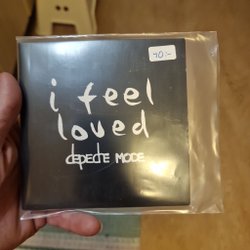 40:-
i feel
loved
depeche MODE